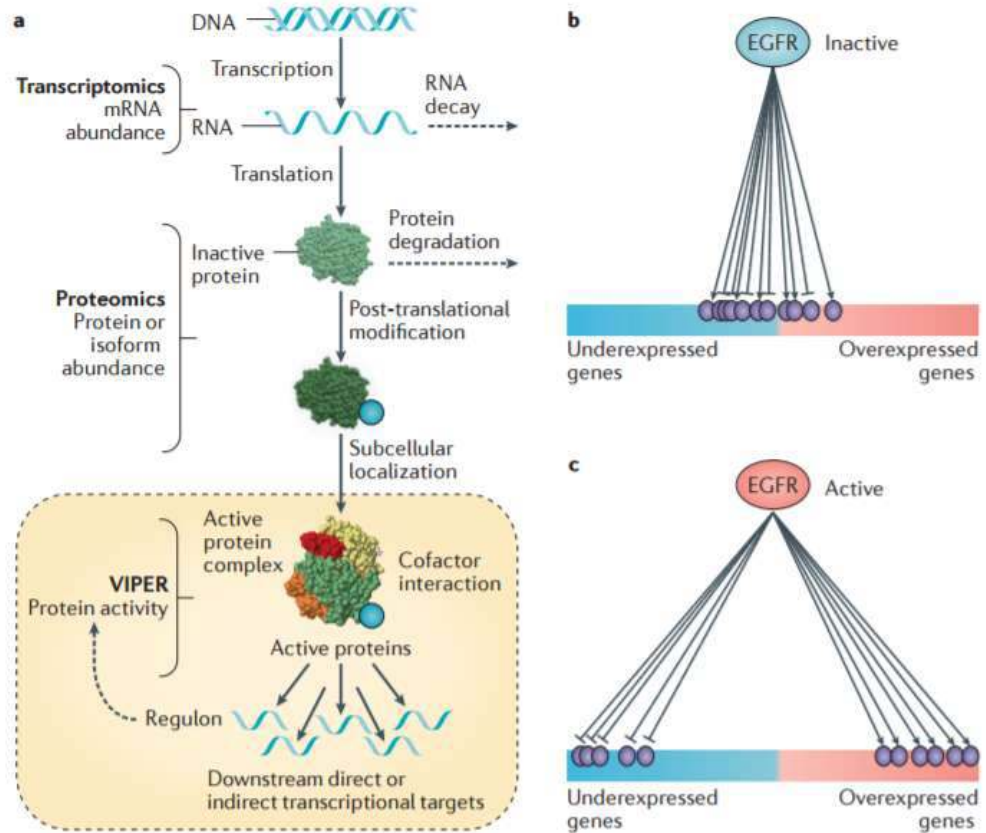 a
DNA
Transcription
Transcriptomics
mRNA
abundance
RNA
RNA
decay
Translation
Inactive
protein
Protein
degradation
Proteomics
Protein or
isoform
abundance
Post-translational
modification
Subcellular
localization
Active
protein
complex
Cofactor
interaction
VIPER
Protein activity
Active proteins
Regulon
Downstream direct or
indirect transcriptional targets
b
EGFR
Inactive
Underexpressed
genes
Overexpressed
genes
c
EGFR
Active
Underexpressed
genes
Overexpressed
genes